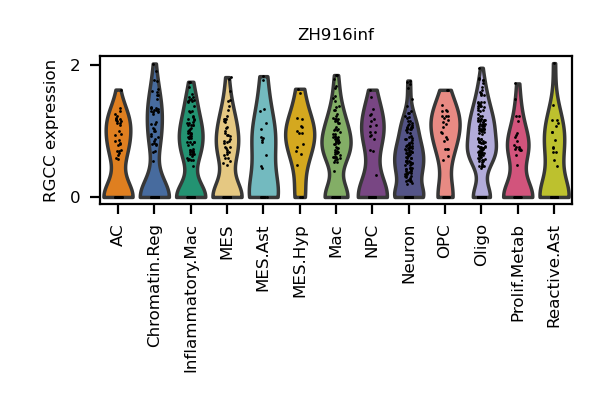 ZH916inf
RGCC expression
2
0
AC
Chromatin.Reg
Inflammatory.Mac
MES
MES.Ast
MES.Hyp
Mac
NPC
Neuron
OPC
Oligo
Prolif.Metab
Reactive.Ast